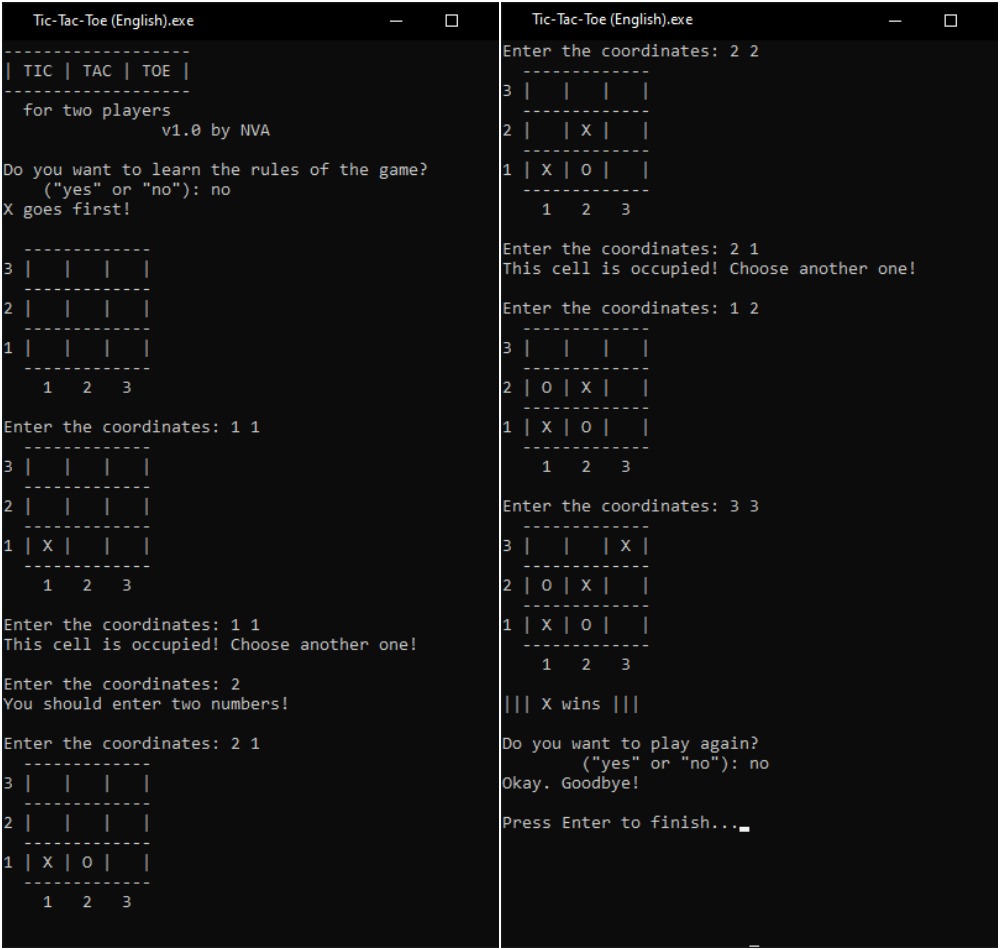 Tic-Tac-Toe (English).exe
-------------------
| TIC | TAC | TOE |
-------------------
  for two players
                v1.0 by NVA

Do you want to learn the rules of the game?
    ("yes" or "no"): no
X goes first!

  -------------
3 |   |   |   |
  -------------
2 |   |   |   |
  -------------
1 |   |   |   |
  -------------
    1   2   3

Enter the coordinates: 1 1
  -------------
3 |   |   |   |
  -------------
2 |   |   |   |
  -------------
1 | X |   |   |
  -------------
    1   2   3

Enter the coordinates: 1 1
This cell is occupied! Choose another one!

Enter the coordinates: 2
You should enter two numbers!

Enter the coordinates: 2 1
  -------------
3 |   |   |   |
  -------------
2 |   |   |   |
  -------------
1 | X | O |   |
  -------------
    1   2   3

Tic-Tac-Toe (English).exe
Enter the coordinates: 2 2
  -------------
3 |   |   |   |
  -------------
2 |   | X |   |
  -------------
1 | X | O |   |
  -------------
    1   2   3

Enter the coordinates: 2 1
This cell is occupied! Choose another one!

Enter the coordinates: 1 2
  -------------
3 |   |   |   |
  -------------
2 | O | X |   |
  -------------
1 | X | O |   |
  -------------
    1   2   3

Enter the coordinates: 3 3
  -------------
3 |   |   | X |
  -------------
2 | O | X |   |
  -------------
1 | X | O |   |
  -------------
    1   2   3

||| X wins |||

Do you want to play again?
        ("yes" or "no"): no
Okay. Goodbye!

Press Enter to finish...